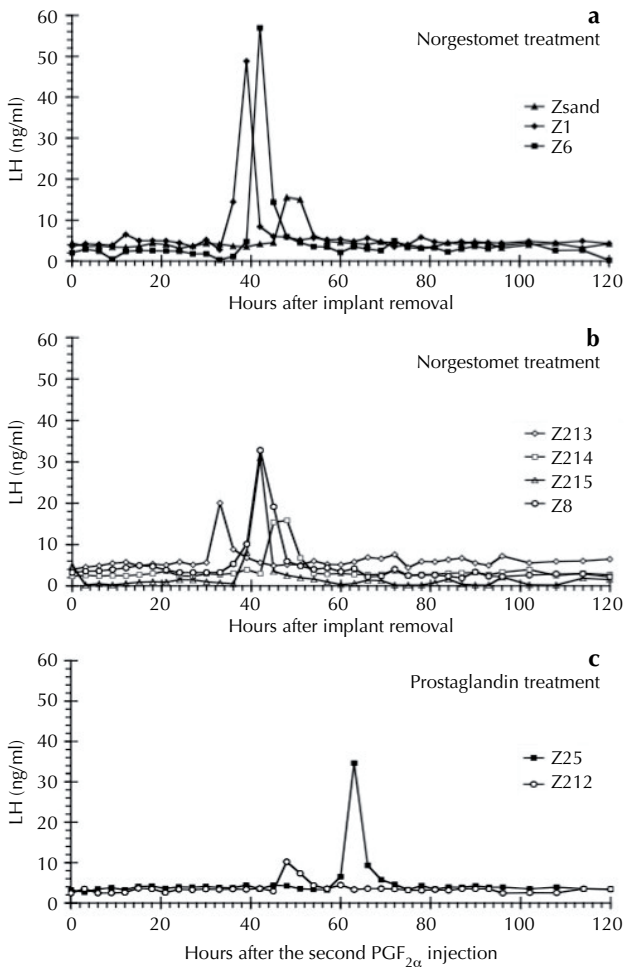 a
Norgestomet treatment
60
50
40
30
20
10
0
LH (ng/ml)
Zsand
Z1
Z6
0 20 40 60 80 100 120
Hours after implant removal
b
Norgestomet treatment
60
50
40
30
20
10
0
LH (ng/ml)
Z213
Z214
Z215
Z8
0 20 40 60 80 100 120
Hours after implant removal
c
Prostaglandin treatment
60
50
40
30
20
10
0
LH (ng/ml)
Z25
Z212
0 20 40 60 80 100 120
Hours after the second PGF2α injection